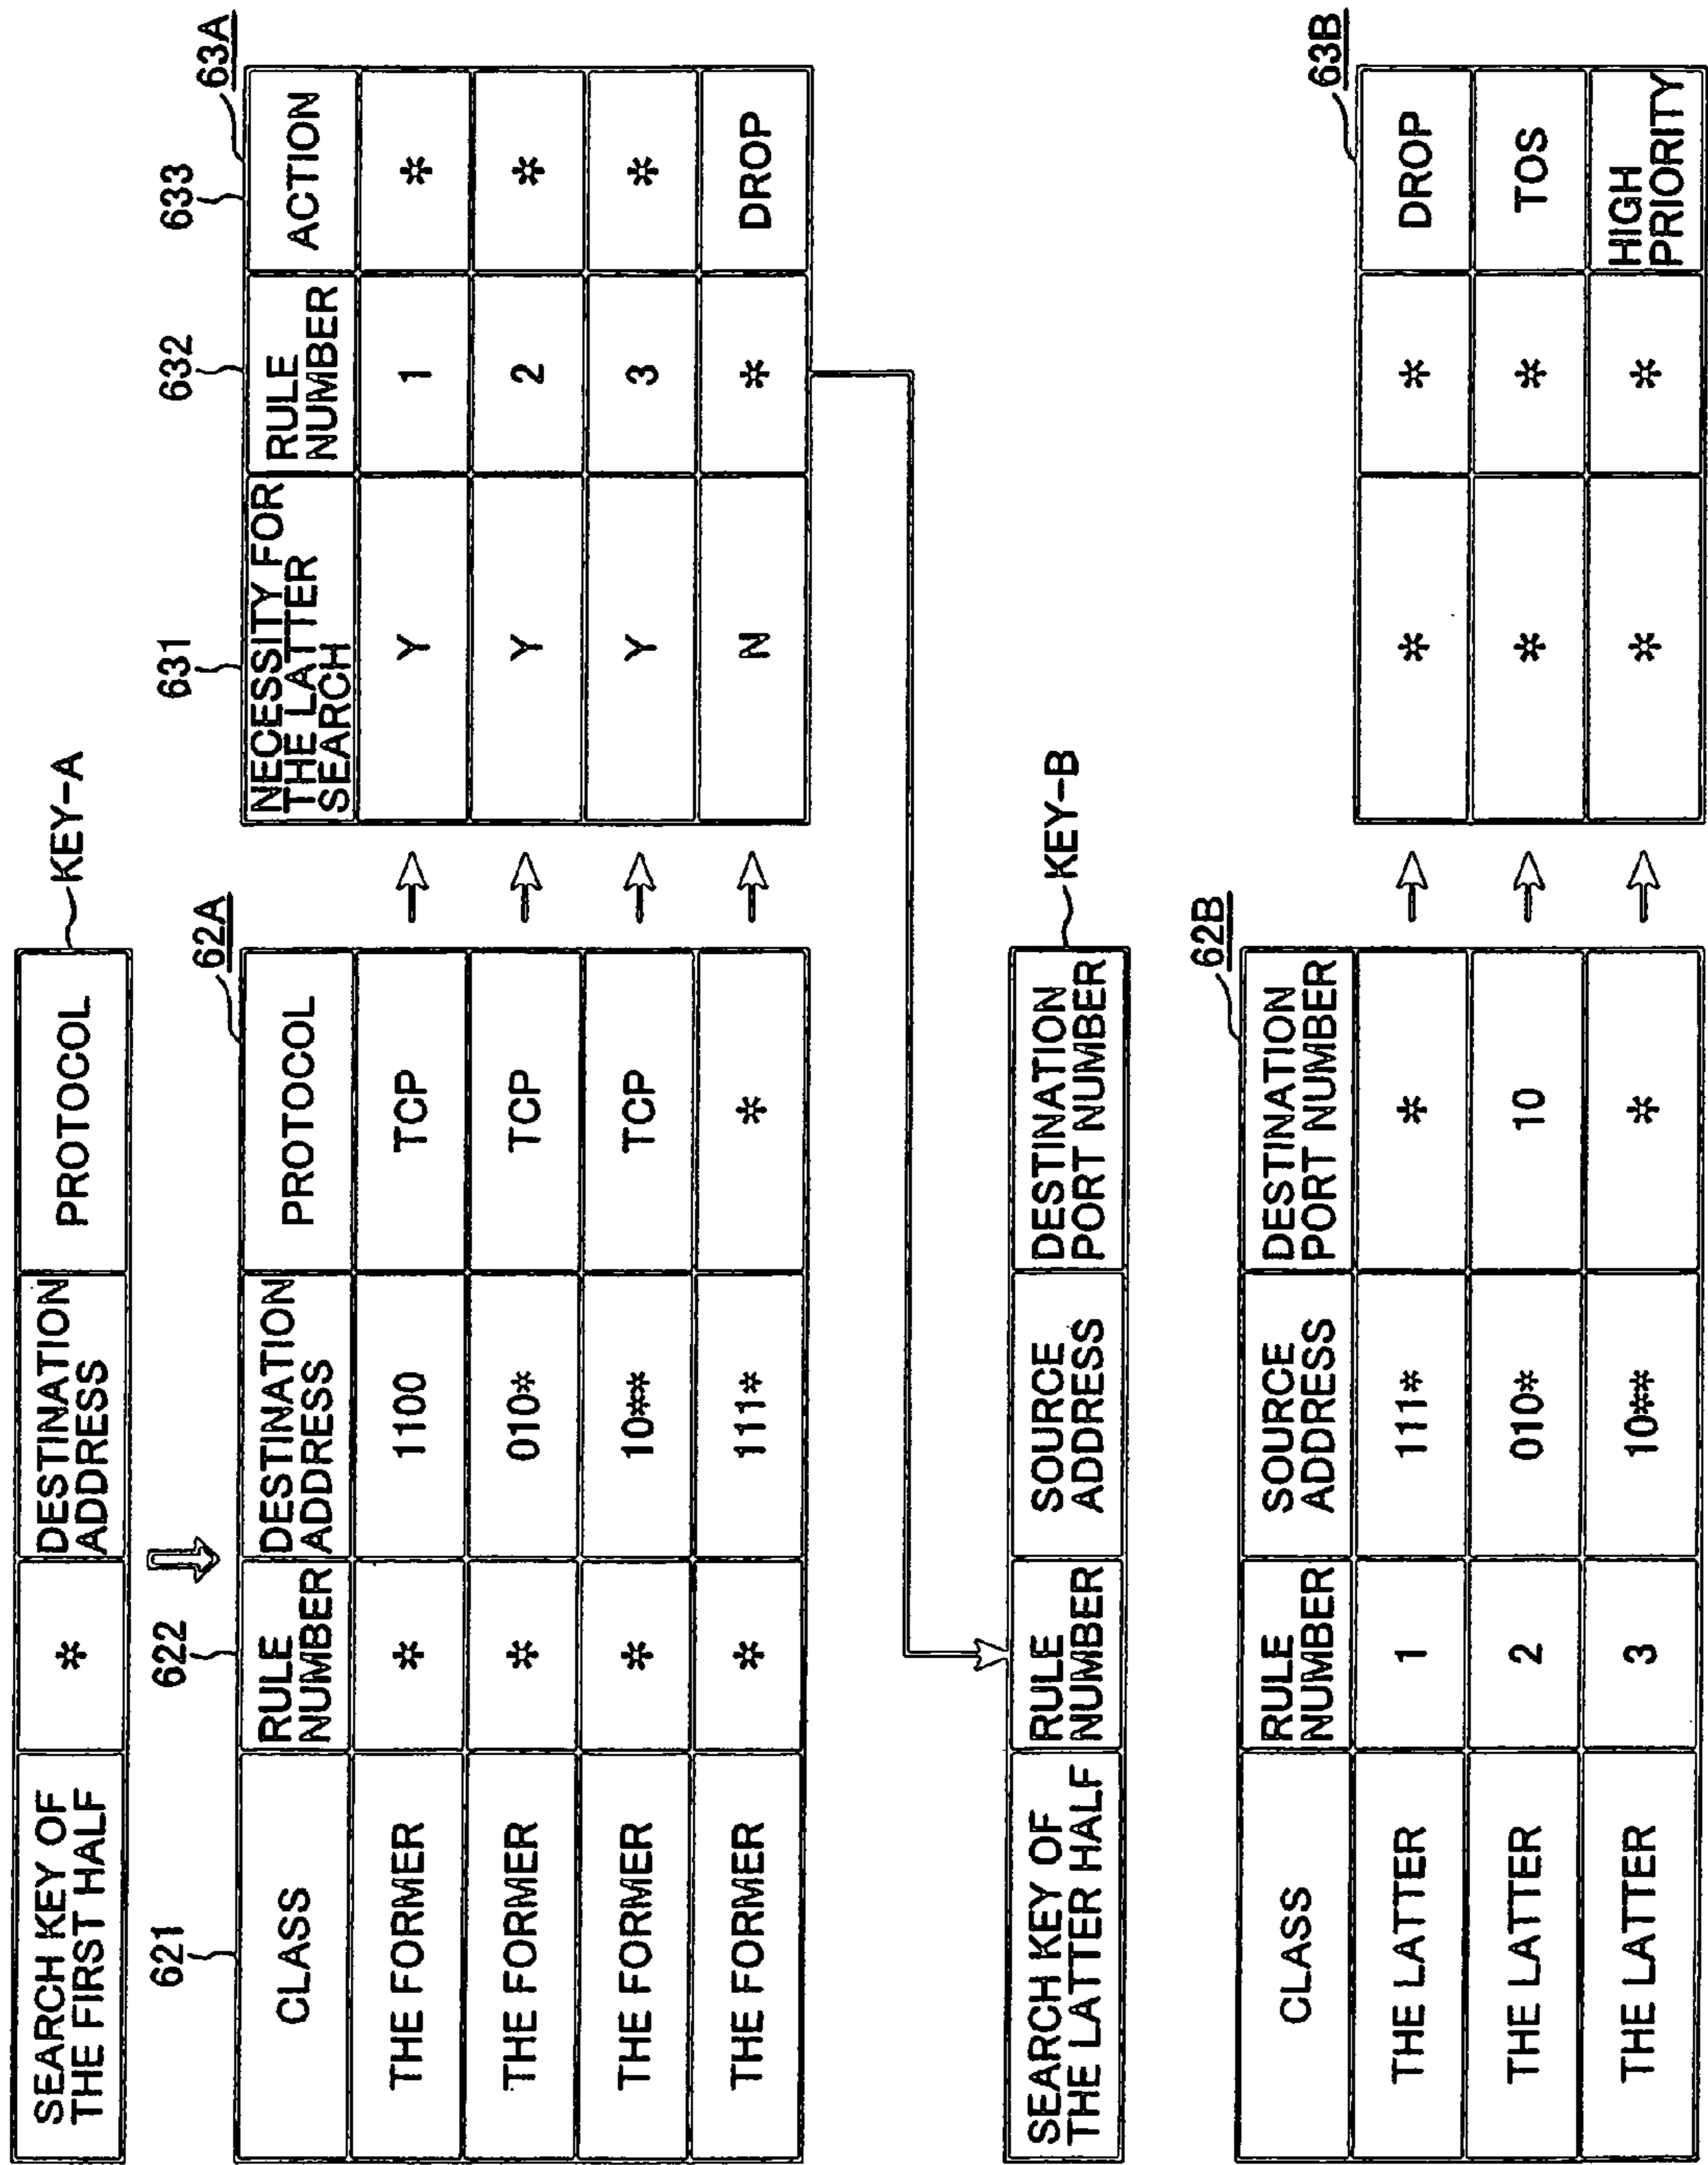 SEARCH KEY OF
THE FIRST HALF
*
DESTINATION
ADDRESS
PROTOCOL
KEY-A
621
622
62A
CLASS
RULE
NUMBER
DESTINATION
ADDRESS
PROTOCOL
THE FORMER
*
1100
TCP
THE FORMER
*
010*
TCP
THE FORMER
*
10**
TCP
THE FORMER
*
111*
*
631
632
633
63A
NECESSITY FOR
THE LATTER
SEARCH
RULE
NUMBER
ACTION
Y
1
*
Y
2
*
Y
3
*
N
*
DROP
SEARCH KEY OF
THE LATTER HALF
RULE
NUMBER
SOURCE
ADDRESS
DESTINATION
PORT NUMBER
KEY-B
62B
CLASS
RULE
NUMBER
SOURCE
ADDRESS
DESTINATION
PORT NUMBER
THE LATTER
1
111*
*
THE LATTER
2
010*
10
THE LATTER
3
10**
*
63B
*
*
DROP
*
*
TOS
*
*
HIGH
PRIORITY